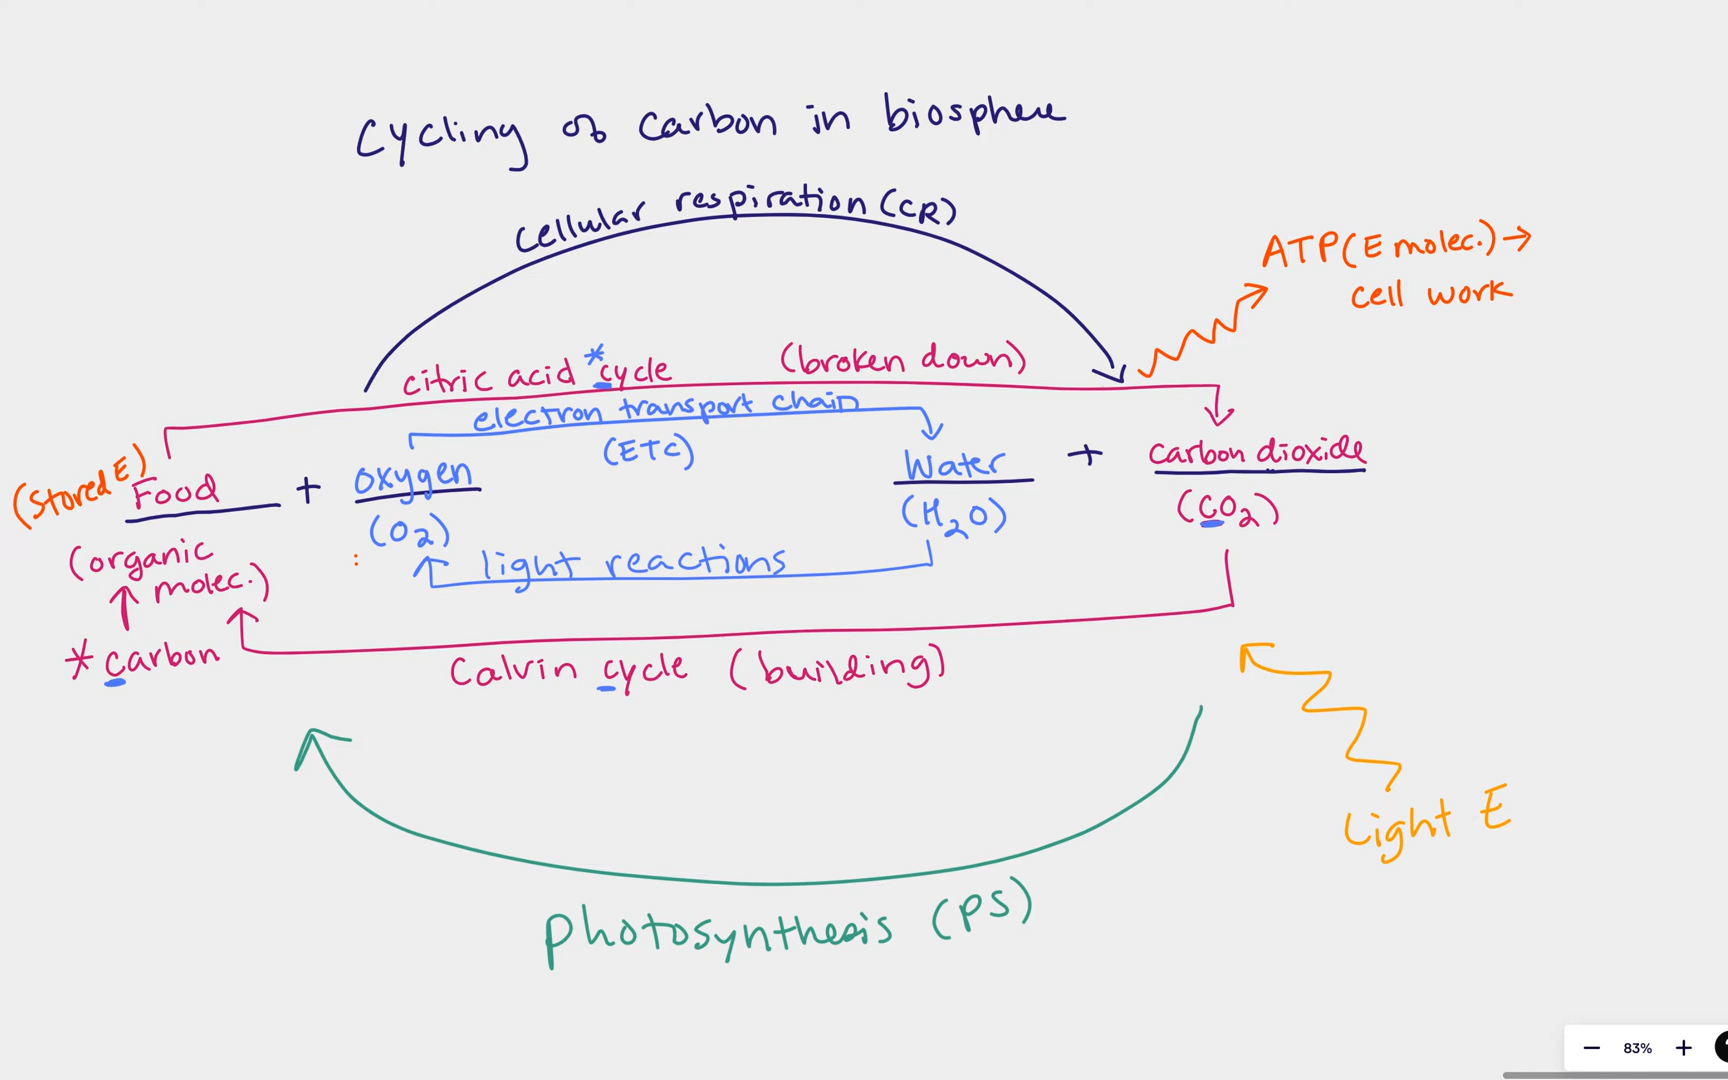 Cycling of Carbon in biosphere
cellular respiration (CR)
ATP (E molec.) →
cell work
citric acid *cycle (broken down)
electron transport chain
(ETC)
(stored E)
Food + oxygen
(O2)
Water + carbon dioxide
(H2O)
(CO2)
(organic
molec.)
light reactions
* carbon
Calvin cycle (building)
Light E
Photosynthesis (PS)
83%